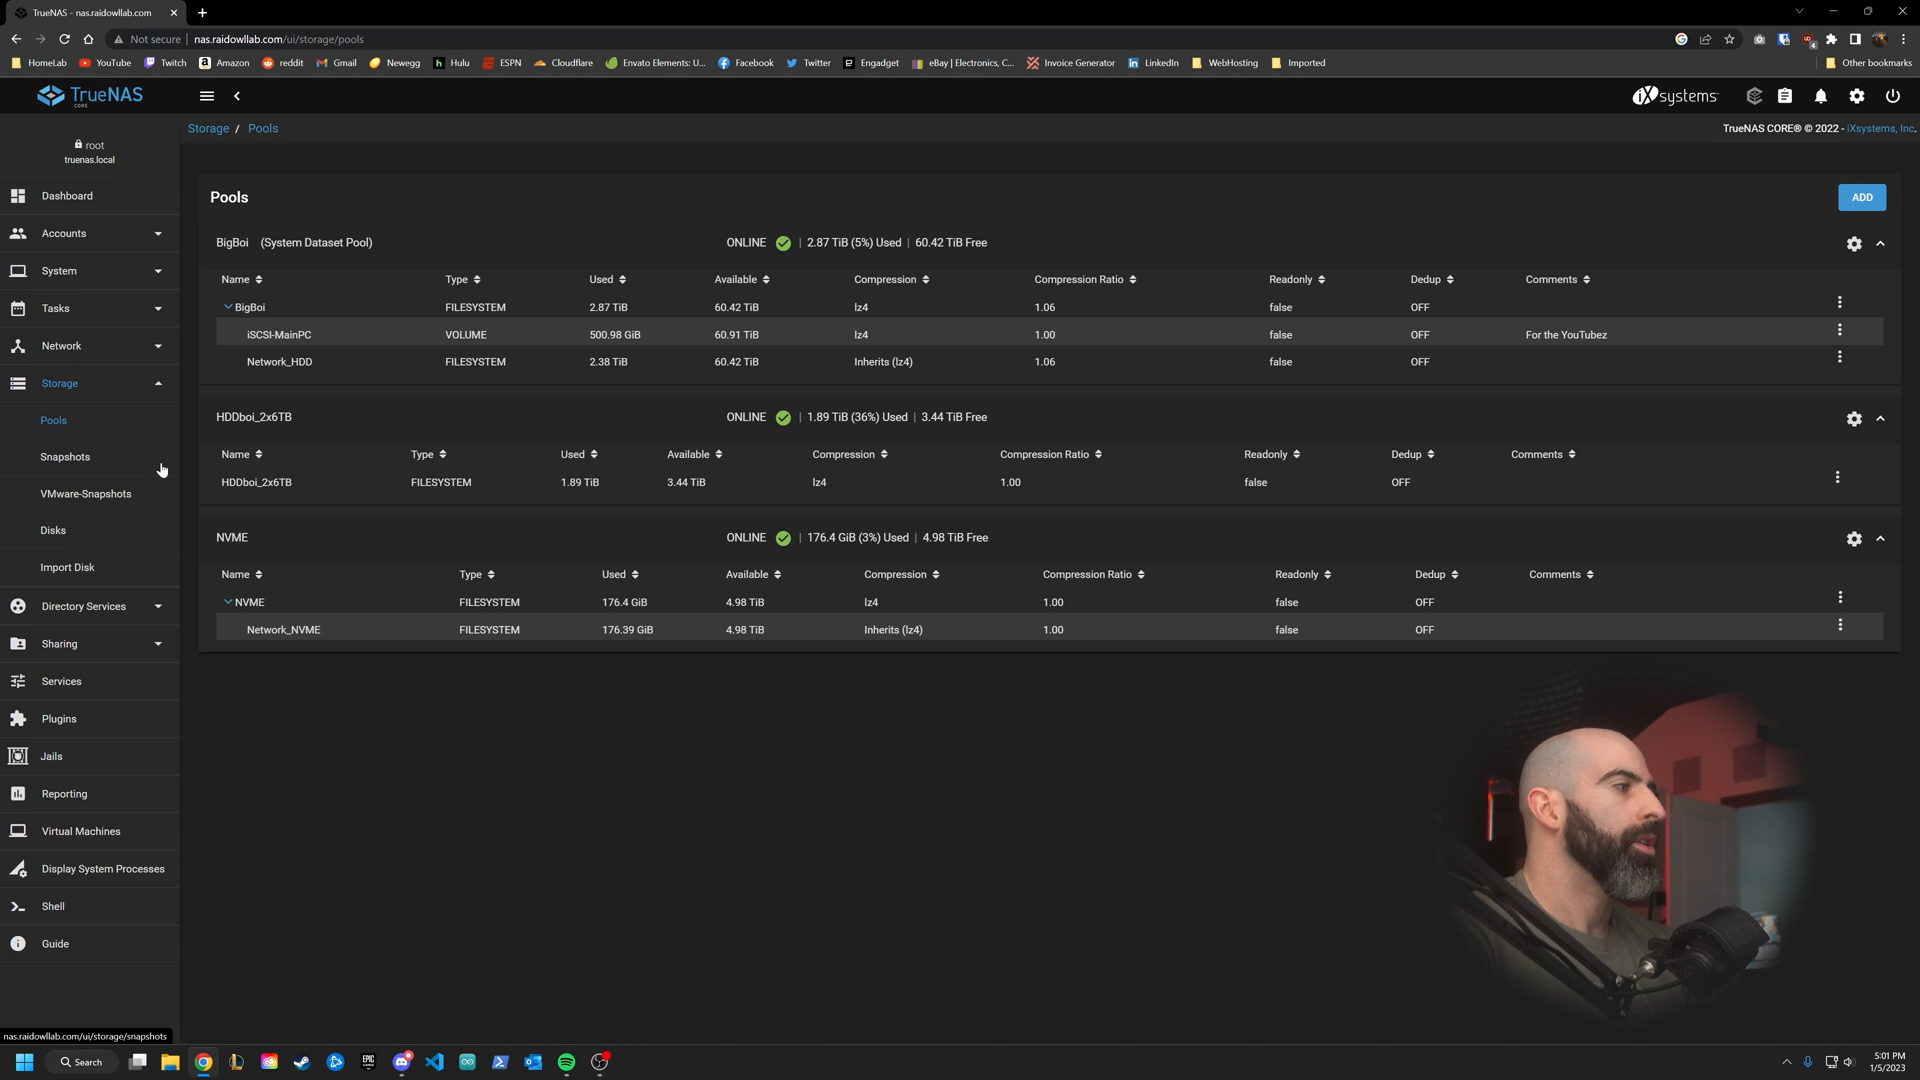 TrueNAS - nas.raidowllab.com
Not secure
nas.raidowllab.com/ui/storage/pools
HomeLab
YouTube
Twitch
Amazon
reddit
Gmail
Newegg
Hulu
ESPN
Cloudflare
Envato Elements: U...
Facebook
Twitter
Engadget
eBay | Electronics, C...
Invoice Generator
LinkedIn
WebHosting
Imported
Other bookmarks
TrueNAS
CORE
iXsystems
Storage / Pools
TrueNAS CORE® © 2022 - iXsystems, Inc.
root
truenas.local
Dashboard
Accounts
System
Tasks
Network
Storage
Pools
Snapshots
VMware-Snapshots
Disks
Import Disk
Directory Services
Sharing
Services
Plugins
Jails
Reporting
Virtual Machines
Display System Processes
Shell
Guide
Pools
ADD
BigBoi (System Dataset Pool) ONLINE | 2.87 TiB (5%) Used | 60.42 TiB Free
Name Type Used Available Compression Compression Ratio Readonly Dedup Comments
BigBoi FILESYSTEM 2.87 TiB 60.42 TiB lz4 1.06 false OFF
iSCSI-MainPC VOLUME 500.98 GiB 60.91 TiB lz4 1.00 false OFF For the YouTubez
Network_HDD FILESYSTEM 2.38 TiB 60.42 TiB Inherits (lz4) 1.06 false OFF
HDDboi_2x6TB ONLINE | 1.89 TiB (36%) Used | 3.44 TiB Free
Name Type Used Available Compression Compression Ratio Readonly Dedup Comments
HDDboi_2x6TB FILESYSTEM 1.89 TiB 3.44 TiB lz4 1.00 false OFF
NVME ONLINE | 176.4 GiB (3%) Used | 4.98 TiB Free
Name Type Used Available Compression Compression Ratio Readonly Dedup Comments
NVME FILESYSTEM 176.4 GiB 4.98 TiB lz4 1.00 false OFF
Network_NVME FILESYSTEM 176.39 GiB 4.98 TiB Inherits (lz4) 1.00 false OFF
nas.raidowllab.com/ui/storage/snapshots
Search
EPIC
5:01 PM
1/5/2023